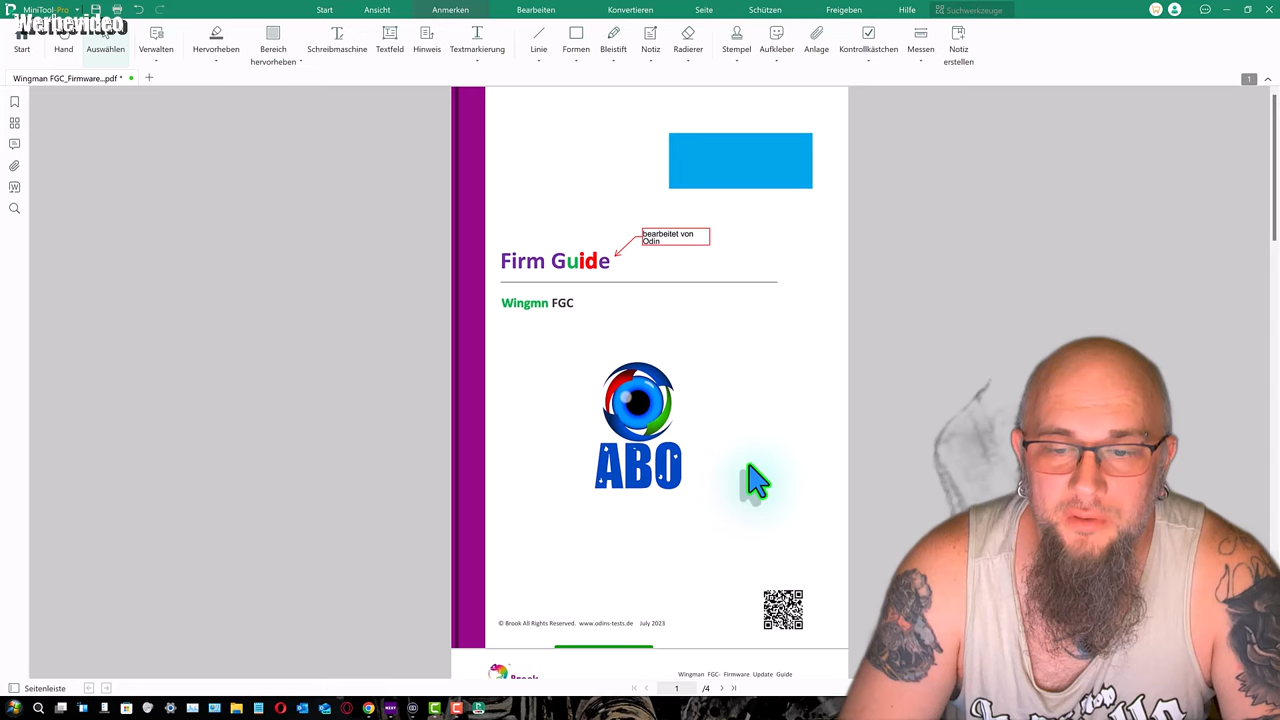 Werbevideo
MiniTool Pro
Start Ansicht Anmerken Bearbeiten Konvertieren Seite Schützen Freigeben Hilfe Suchwerkzeuge
Start Hand Auswählen Verwalten Hervorheben Bereich hervorheben Schreibmaschine Textfeld Hinweis Textmarkierung Linie Formen Bleistift Notiz Radierer Stempel Aufkleber Anlage Kontrollkästchen Messen Notiz erstellen
Wingman FGC_Firmware...pdf *
1
bearbeitet von
Odin
Firm Guide
Wingmn FGC
ABO
© Brook All Rights Reserved. www.odins-tests.de July 2023
Brook
Wingman FGC- Firmware Update Guide
Seitenleiste
1 /4